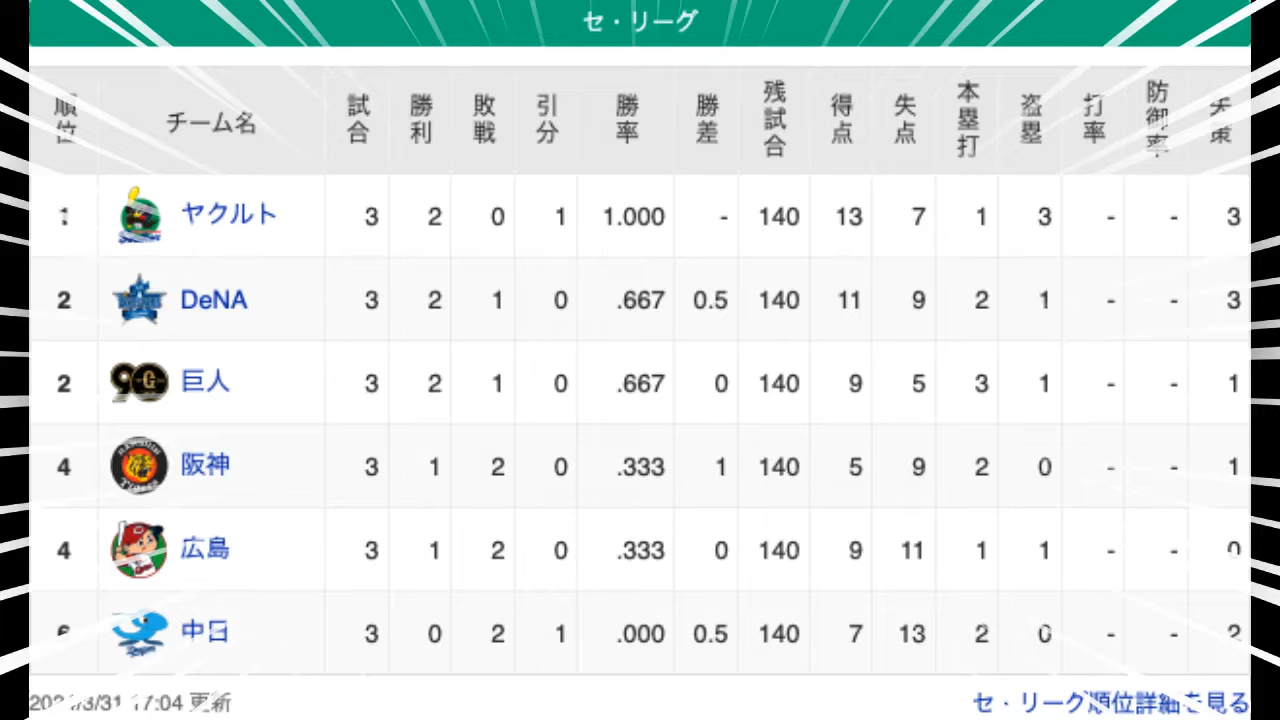 セ・リーグ
順位 チーム名 試合 勝利 敗戦 引分 勝率 勝差 残試合 得点 失点 本塁打 盗塁 打率 防御率 失策
1 ヤクルト 3 2 0 1 1.000 - 140 13 7 1 3 - - 3
2 DeNA 3 2 1 0 .667 0.5 140 11 9 2 1 - - 3
2 巨人 3 2 1 0 .667 0 140 9 5 3 1 - - 1
4 阪神 3 1 2 0 .333 1 140 5 9 2 0 - - 1
4 広島 3 1 2 0 .333 0 140 9 11 1 1 - - 0
6 中日 3 0 2 1 .000 0.5 140 7 13 2 0 - - 2
17:04 更新
セ・リーグ順位詳細を見る